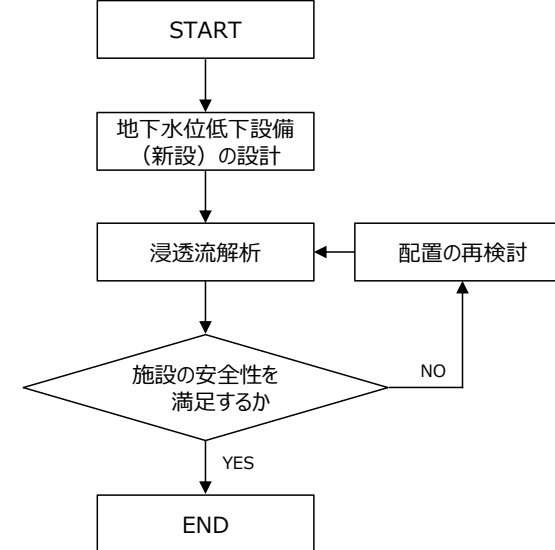 START
地下水位低下設備
（新設）の設計
浸透流解析
配置の再検討
施設の安全性を
満足するか
NO
YES
END